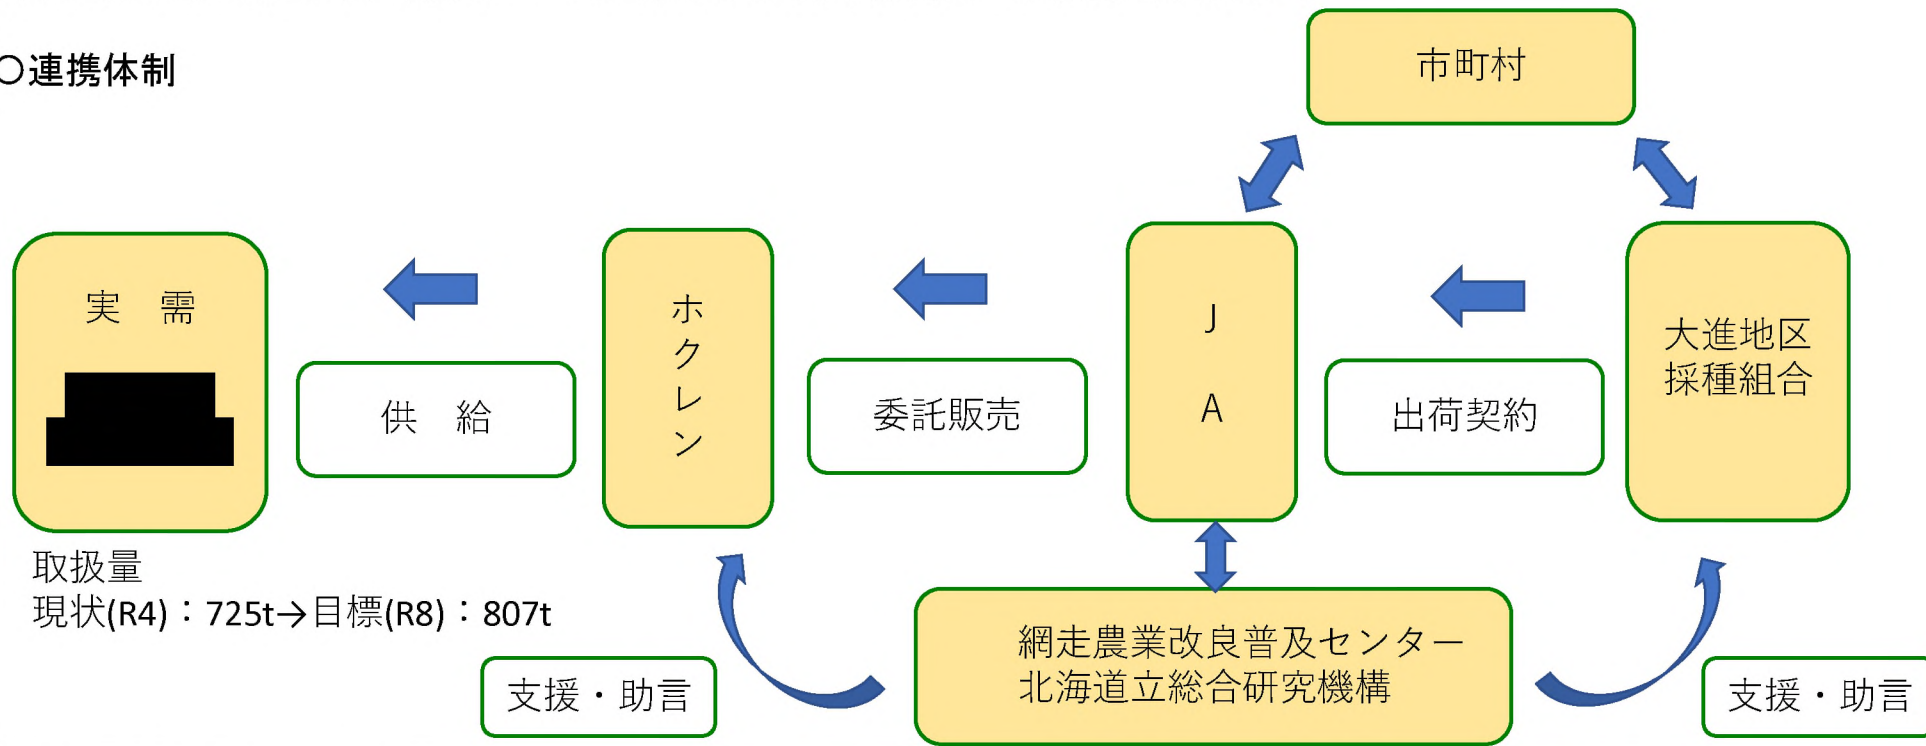 ○連携体制
市町村
実　需
供　給
ホクレン
委託販売
J A
出荷契約
大進地区
採種組合
取扱量
現状(R4)：725t→目標(R8)：807t
支援・助言
網走農業改良普及センター
北海道立総合研究機構
支援・助言